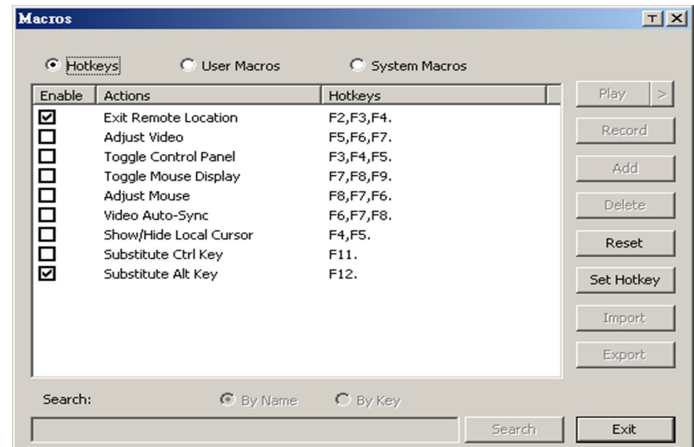 Macros
T X
Hotkeys User Macros System Macros
Enable Actions Hotkeys
Exit Remote Location F2,F3,F4.
Adjust Video F5,F6,F7.
Toggle Control Panel F3,F4,F5.
Toggle Mouse Display F7,F8,F9.
Adjust Mouse F8,F7,F6.
Video Auto-Sync F6,F7,F8.
Show/Hide Local Cursor F4,F5.
Substitute Ctrl Key F11.
Substitute Alt Key F12.
Play >
Record
Add
Delete
Reset
Set Hotkey
Import
Export
Search: By Name By Key
Search Exit